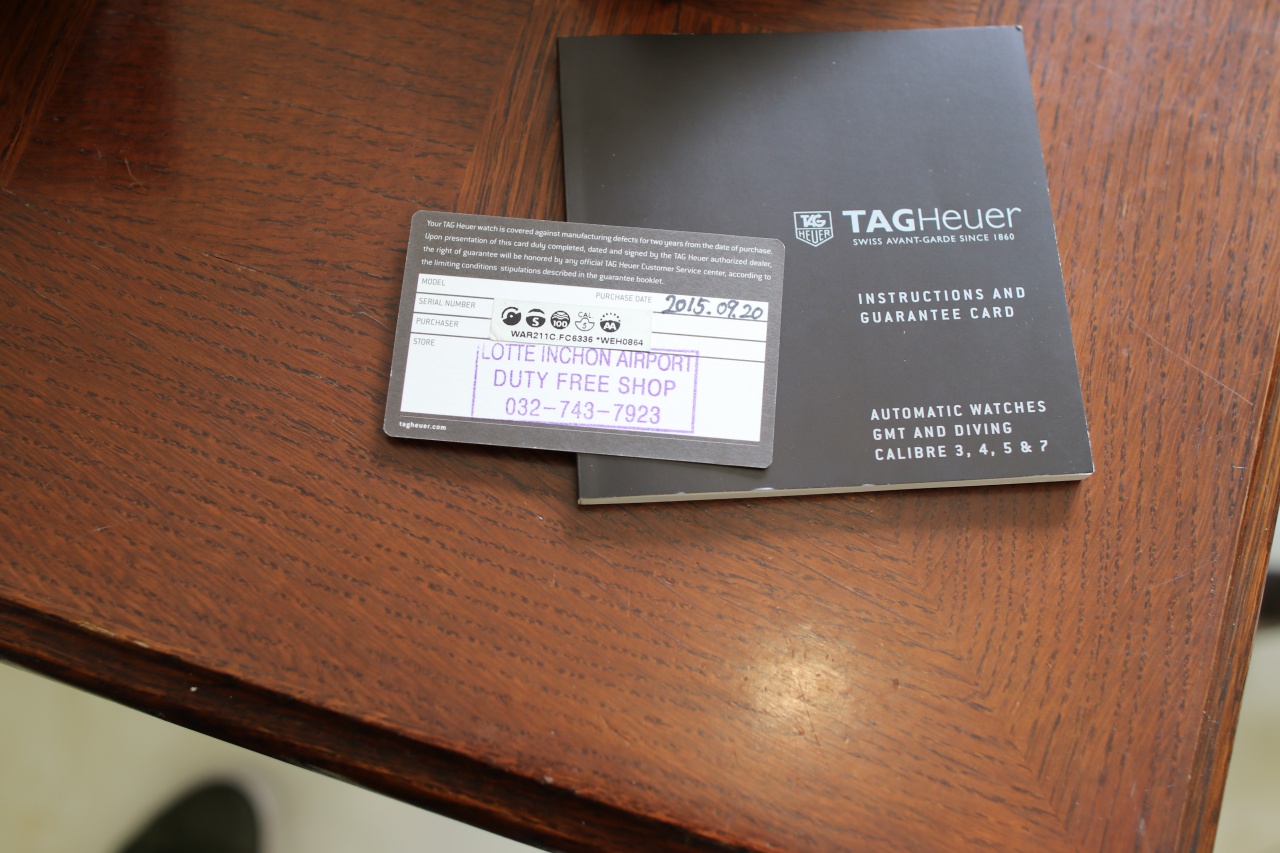 Your TAG Heuer watch is covered against manufacturing defects for two years from the date of purchase.
Upon presentation of this card duly completed, dated and signed by the TAG Heuer authorized dealer,
the right of guarantee will be honored by any official TAG Heuer Customer Service center, according to
the limiting conditions stipulations described in the guarantee booklet.
MODEL
PURCHASE DATE 2015.09.20
SERIAL NUMBER
S 100 CAL 5 AA
PURCHASER
WAR211C.FC6336 *WEH0864
STORE
LOTTE INCHON AIRPORT
DUTY FREE SHOP
032-743-7923
tagheuer.com
TAG
HEUER
TAGHeuer
SWISS AVANT-GARDE SINCE 1860
INSTRUCTIONS AND
GUARANTEE CARD
AUTOMATIC WATCHES
GMT AND DIVING
CALIBRE 3, 4, 5 & 7